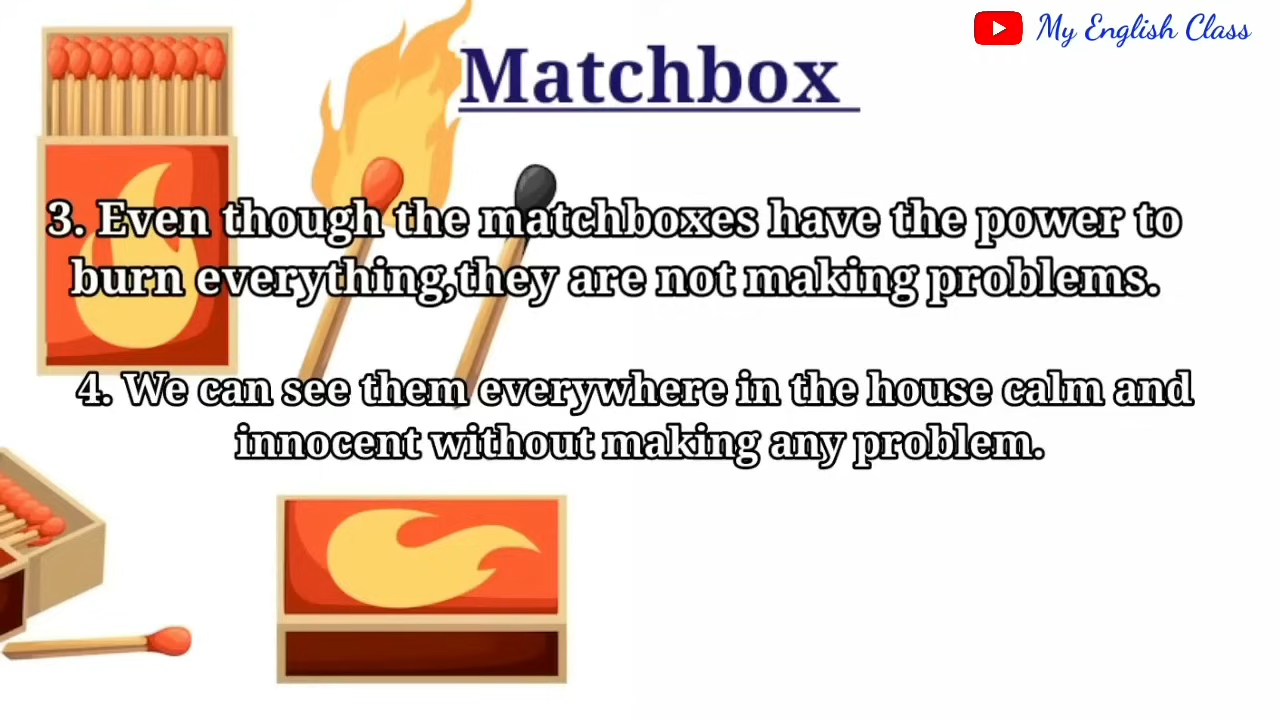 My English Class
Matchbox
3. Even though the matchboxes have the power to
burn everything,they are not making problems.
4. We can see them everywhere in the house calm and
innocent without making any problem.